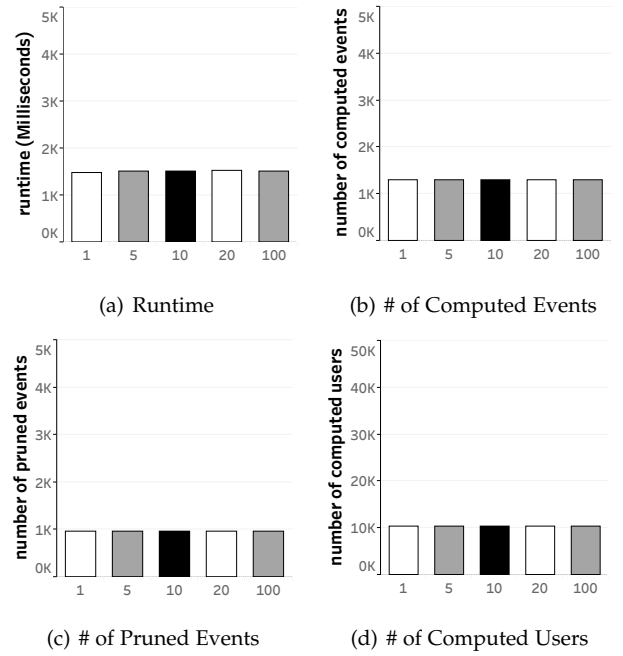 runtime (Milliseconds)
5K
4K
3K
2K
1K
0K
1 5 10 20 100
(a) Runtime
number of computed events
5K
4K
3K
2K
1K
0K
1 5 10 20 100
(b) # of Computed Events
number of pruned events
5K
4K
3K
2K
1K
0K
1 5 10 20 100
(c) # of Pruned Events
number of computed users
50K
40K
30K
20K
10K
0K
1 5 10 20 100
(d) # of Computed Users